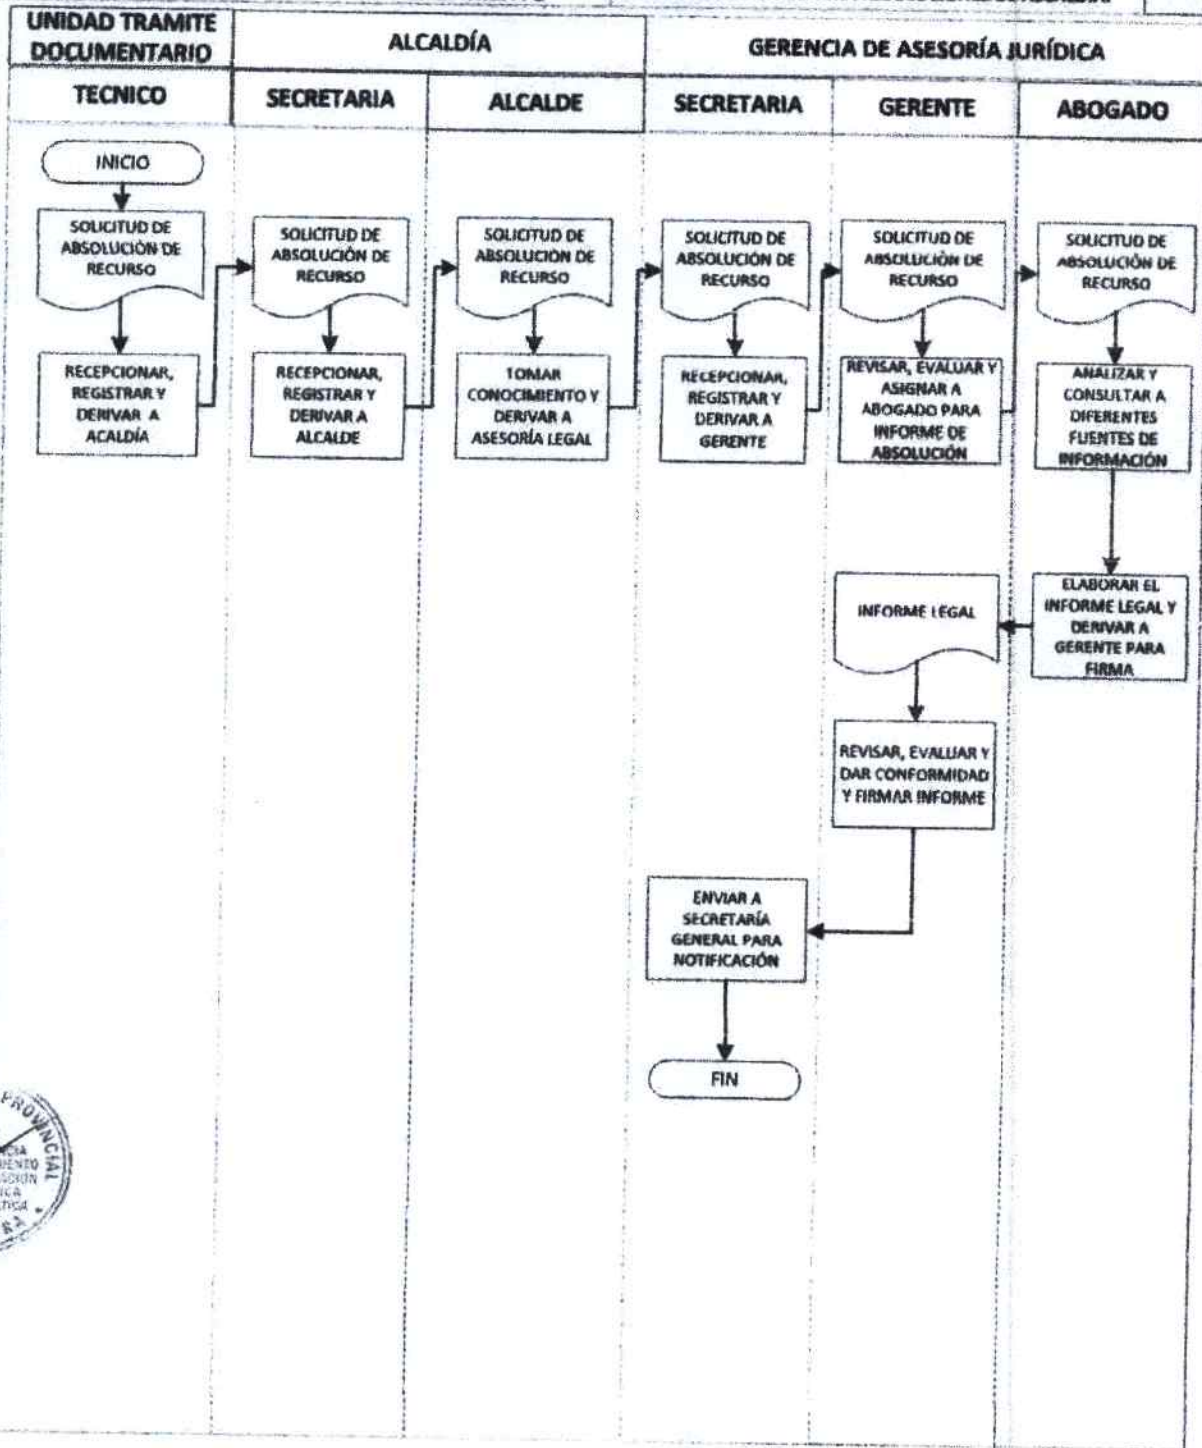 UNIDAD TRAMITE
DOCUMENTARIO
ALCALDÍA
GERENCIA DE ASESORÍA JURÍDICA
TECNICO
SECRETARIA
ALCALDE
SECRETARIA
GERENTE
ABOGADO
INICIO
SOLICITUD DE
ABSOLUCIÓN DE
RECURSO
SOLICITUD DE
ABSOLUCIÓN DE
RECURSO
SOLICITUD DE
ABSOLUCIÓN DE
RECURSO
SOLICITUD DE
ABSOLUCIÓN DE
RECURSO
SOLICITUD DE
ABSOLUCIÓN DE
RECURSO
SOLICITUD DE
ABSOLUCIÓN DE
RECURSO
RECEPCIONAR,
REGISTRAR Y
DERIVAR A
ACALDÍA
RECEPCIONAR,
REGISTRAR Y
DERIVAR A
ALCALDE
TOMAR
CONOCIMIENTO Y
DERIVAR A
ASESORÍA LEGAL
RECEPCIONAR,
REGISTRAR Y
DERIVAR A
GERENTE
REVISAR, EVALUAR Y
ASIGNAR A
ABOGADO PARA
INFORME DE
ABSOLUCIÓN
ANALIZAR Y
CONSULTAR A
DIFERENTES
FUENTES DE
INFORMACIÓN
INFORME LEGAL
ELABORAR EL
INFORME LEGAL Y
DERIVAR A
GERENTE PARA
FIRMA
REVISAR, EVALUAR Y
DAR CONFORMIDAD
Y FIRMAR INFORME
ENVIAR A
SECRETARÍA
GENERAL PARA
NOTIFICACIÓN
FIN
PROVINCIAL